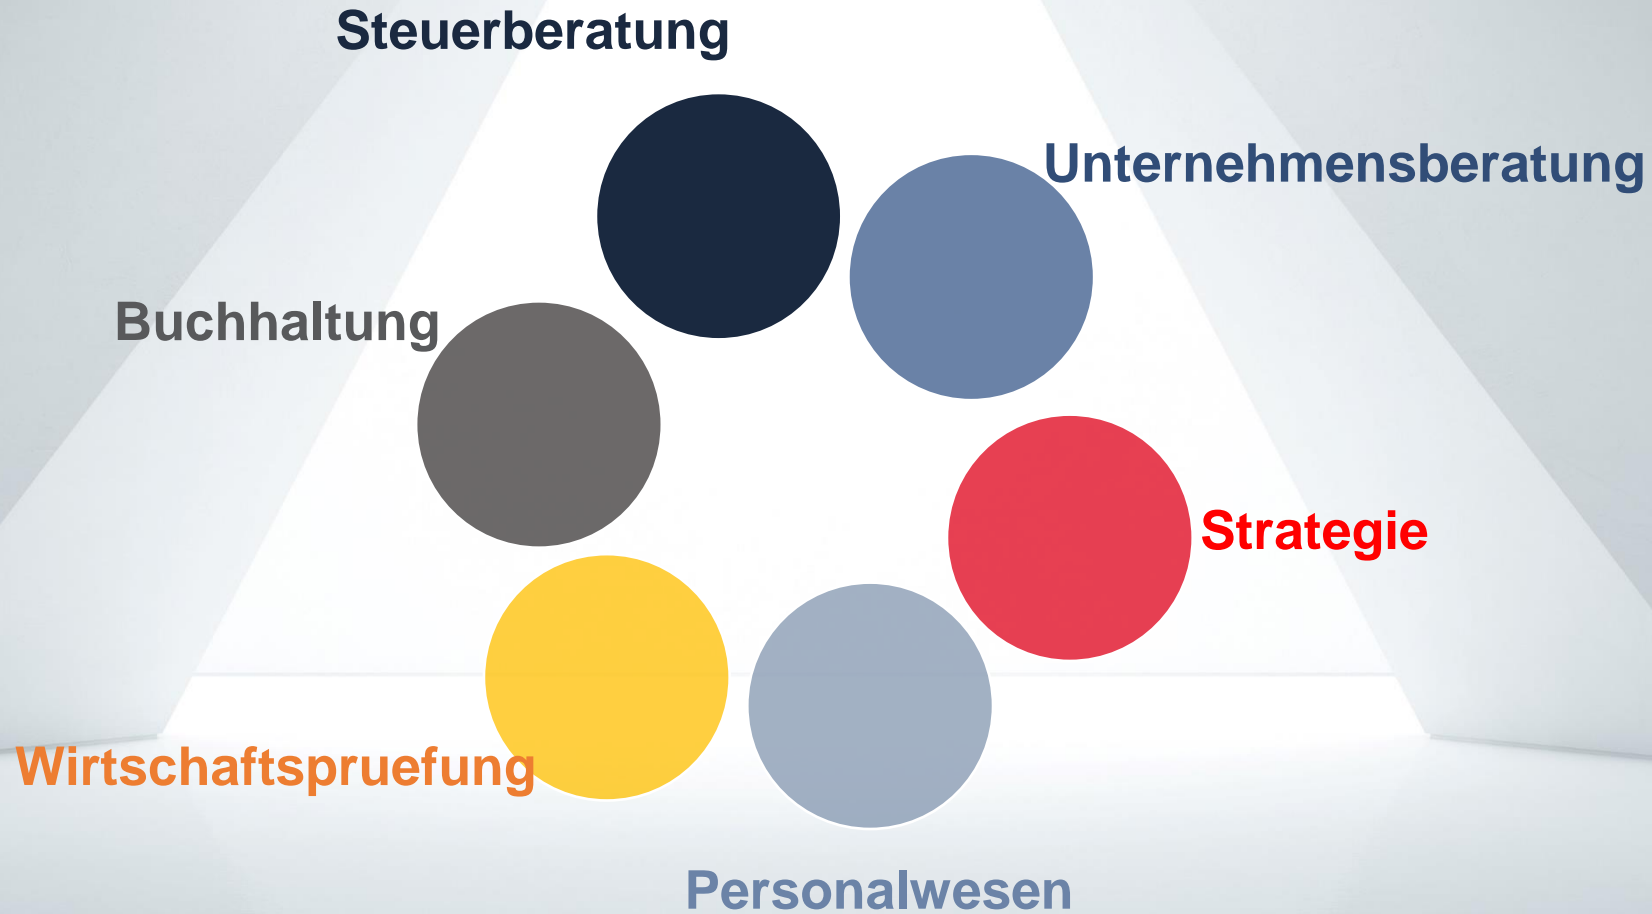 Steuerberatung
Unternehmensberatung
Buchhaltung
Strategie
Wirtschaftspruefung
Personalwesen